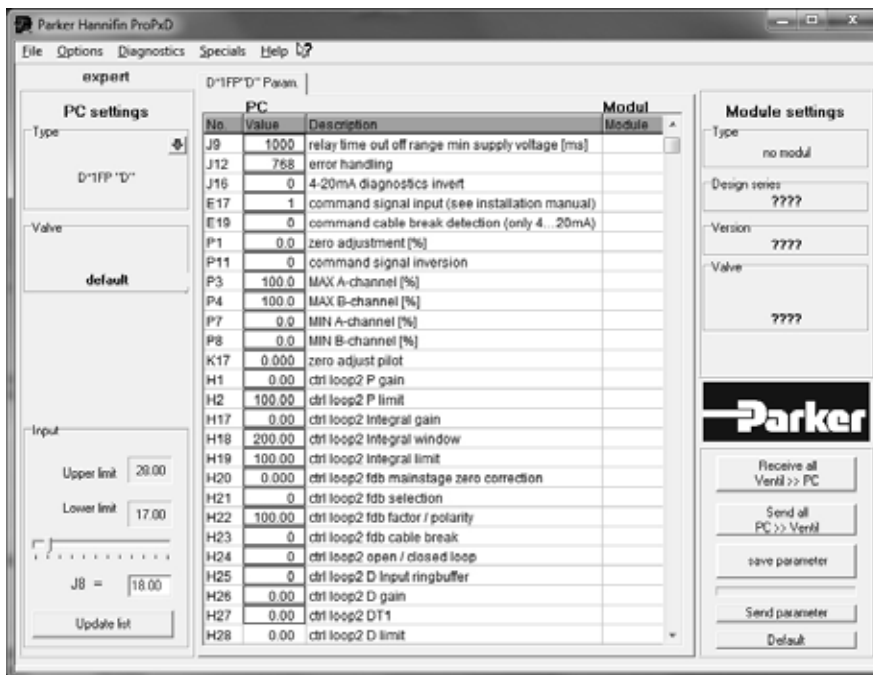 Parker Hannifin ProPxD
File Options Diagnostics Specials Help
expert
D*1FP"D" Param.
PC settings
Type
D*1FP "D"
Valve
default
Input
Upper limit 28.00
Lower limit 17.00
J8 = 18.00
Update list
PC Modul
No. Value Description Module
J9 1000 relay time out off range min supply voltage [ms]
J12 768 error handling
J16 0 4-20mA diagnostics invert
E17 1 command signal input (see installation manual)
E19 0 command cable break detection (only 4...20mA)
P1 0.0 zero adjustment [%]
P11 0 command signal inversion
P3 100.0 MAX A-channel [%]
P4 100.0 MAX B-channel [%]
P7 0.0 MIN A-channel [%]
P8 0.0 MIN B-channel [%]
K17 0.000 zero adjust pilot
H1 0.00 ctrl loop2 P gain
H2 100.00 ctrl loop2 P limit
H17 0.00 ctrl loop2 Integral gain
H18 200.00 ctrl loop2 Integral window
H19 100.00 ctrl loop2 Integral limit
H20 0.000 ctrl loop2 fdb mainstage zero correction
H21 0 ctrl loop2 fdb selection
H22 100.00 ctrl loop2 fdb factor / polarity
H23 0 ctrl loop2 fdb cable break
H24 0 ctrl loop2 open / closed loop
H25 0 ctrl loop2 D Input ringbuffer
H26 0.00 ctrl loop2 D gain
H27 0.00 ctrl loop2 DT1
H28 0.00 ctrl loop2 D limit
Module settings
Type
no modul
Design series
????
Version
????
Valve
????
Parker
Receive all
Ventil >> PC
Send all
PC >> Ventil
save parameter
Send parameter
Default